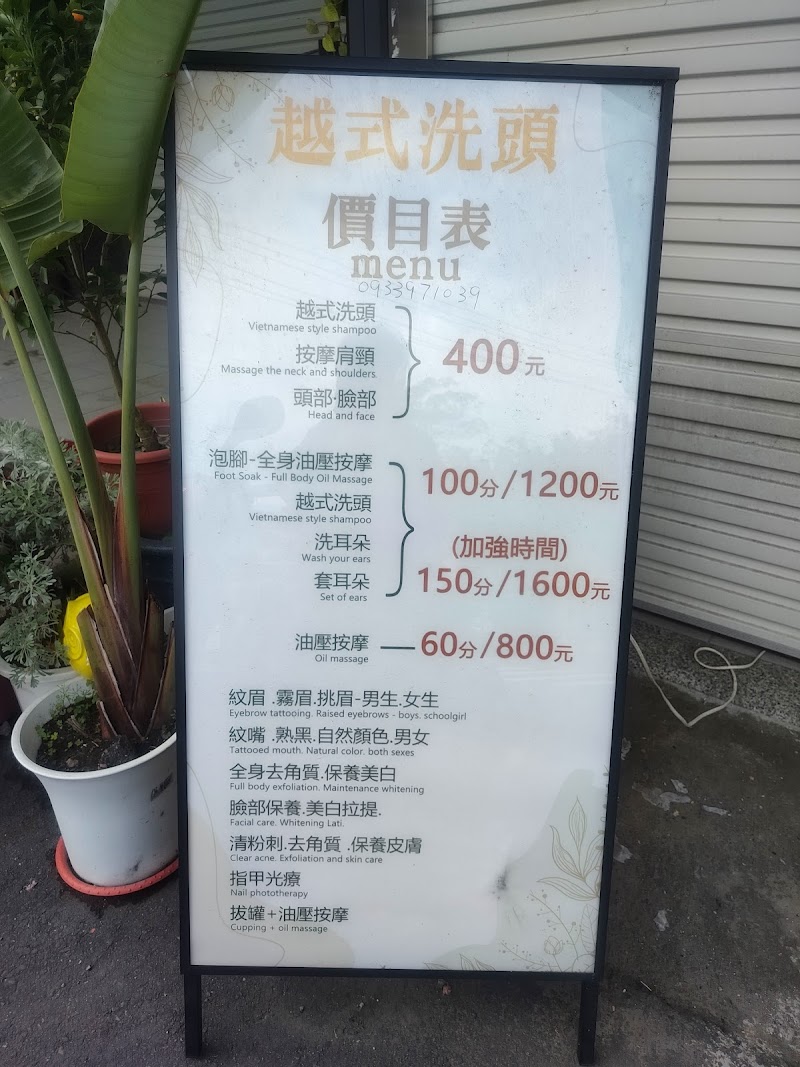 越式洗頭
價目表
menu
0933971039
越式洗頭
Vietnamese style shampoo
按摩肩頸
Massage the neck and shoulders
頭部·臉部
Head and face
400元
泡腳-全身油壓按摩
Foot Soak - Full Body Oil Massage
越式洗頭
Vietnamese style shampoo
洗耳朵
Wash your ears
套耳朵
Set of ears
100分/1200元
(加強時間)
150分/1600元
油壓按摩 — 60分/800元
Oil massage
紋眉 .霧眉.挑眉-男生.女生
Eyebrow tattooing. Raised eyebrows - boys. schoolgirl
紋嘴 .熟黑.自然顏色.男女
Tattooed mouth. Natural color. both sexes
全身去角質.保養美白
Full body exfoliation. Maintenance whitening
臉部保養.美白拉提.
Facial care. Whitening Lati.
清粉刺.去角質 .保養皮膚
Clear acne. Exfoliation and skin care
指甲光療
Nail phototherapy
拔罐+油壓按摩
Cupping + oil massage